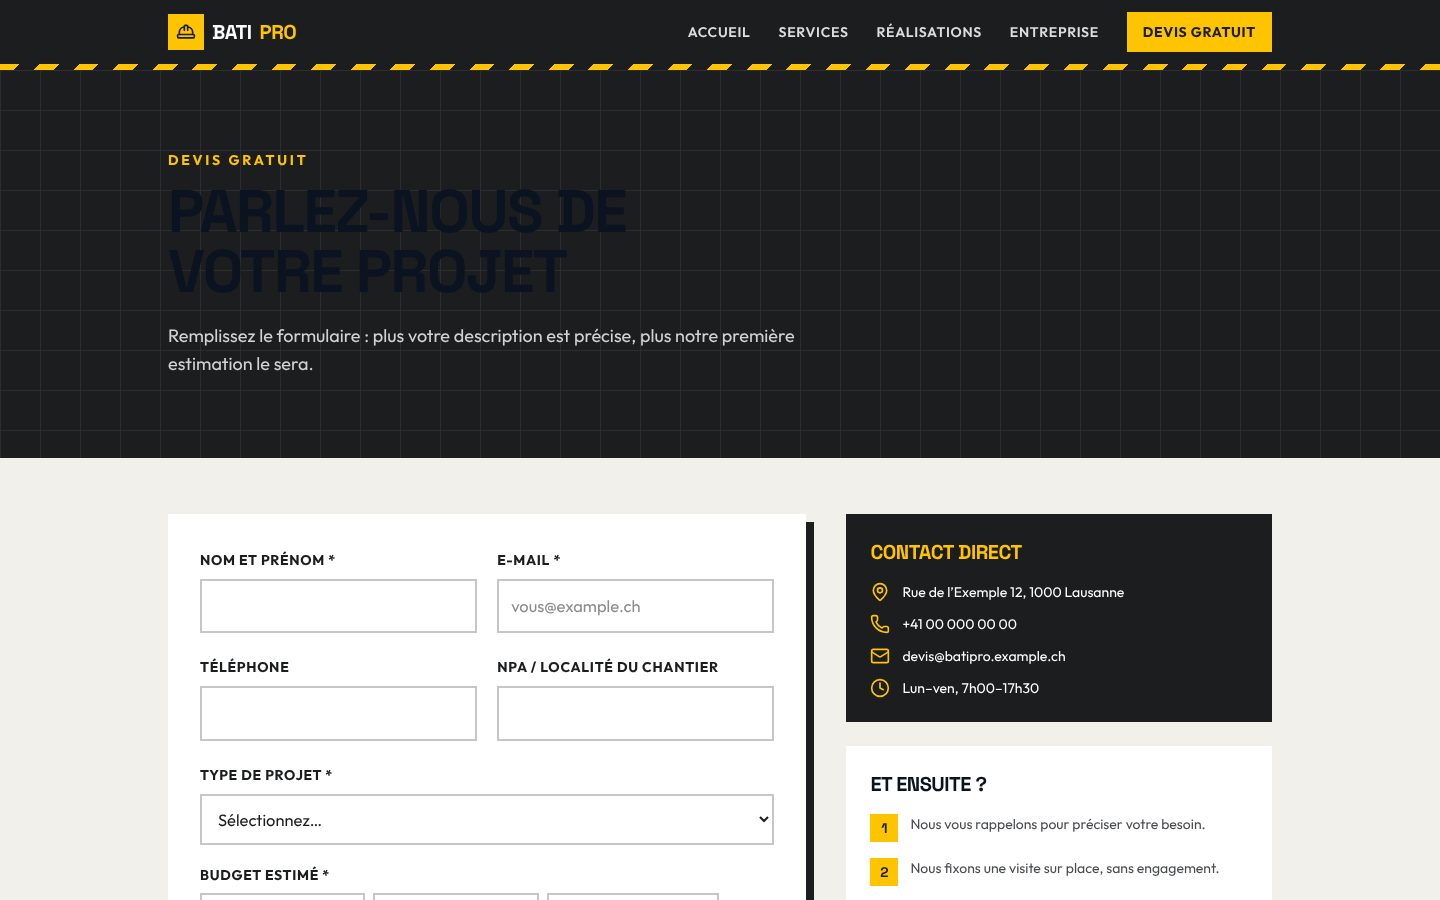 BATI PRO
ACCUEIL SERVICES RÉALISATIONS ENTREPRISE DEVIS GRATUIT
DEVIS GRATUIT
PARLEZ-NOUS DE
VOTRE PROJET
Remplissez le formulaire : plus votre description est précise, plus notre première
estimation le sera.
NOM ET PRÉNOM *
E-MAIL *
vous@example.ch
TÉLÉPHONE
NPA / LOCALITÉ DU CHANTIER
TYPE DE PROJET *
Sélectionnez...
BUDGET ESTIMÉ *
CONTACT DIRECT
Rue de l'Exemple 12, 1000 Lausanne
+41 00 000 00 00
devis@batipro.example.ch
Lun–ven, 7h00–17h30
ET ENSUITE ?
1 Nous vous rappelons pour préciser votre besoin.
2 Nous fixons une visite sur place, sans engagement.